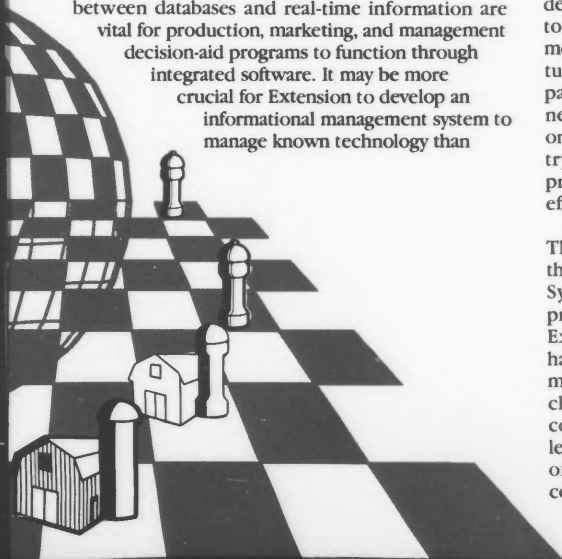 between databases and real-time information are
vital for production, marketing, and management
decision-aid programs to function through
integrated software. It may be more
crucial for Extension to develop an
informational management system to
manage known technology than